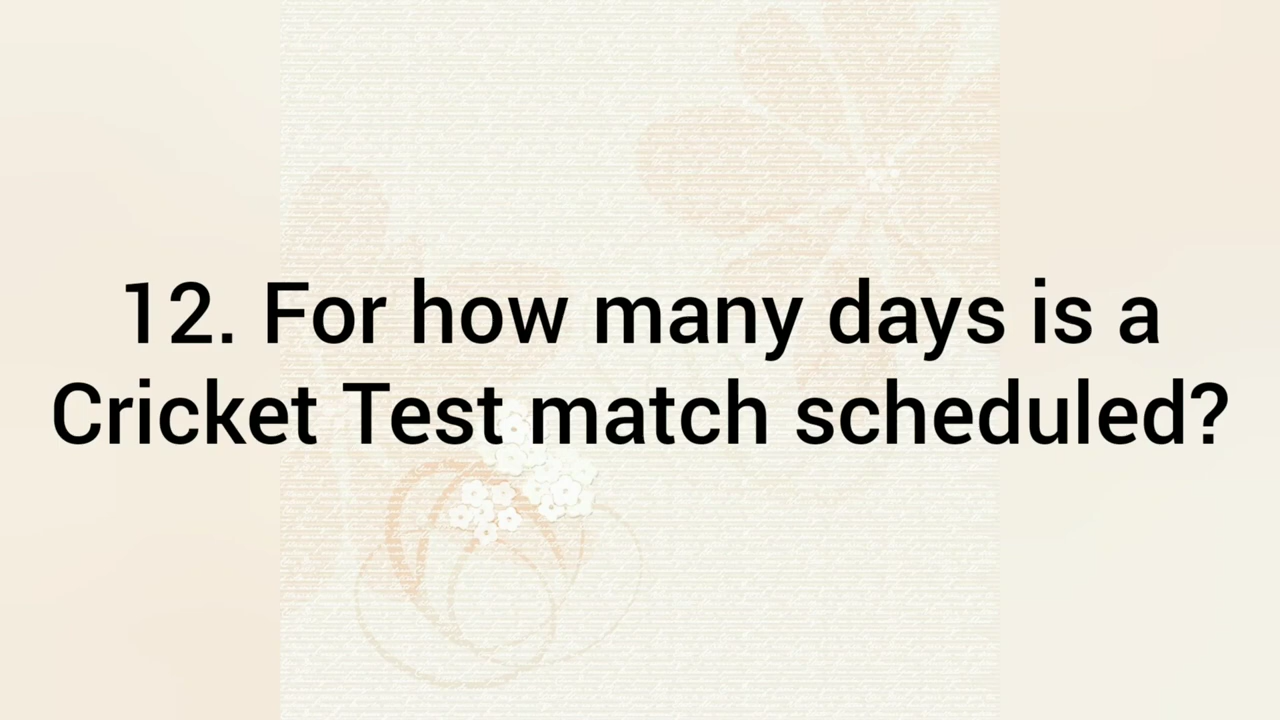 12. For how many days is a
Cricket Test match scheduled?